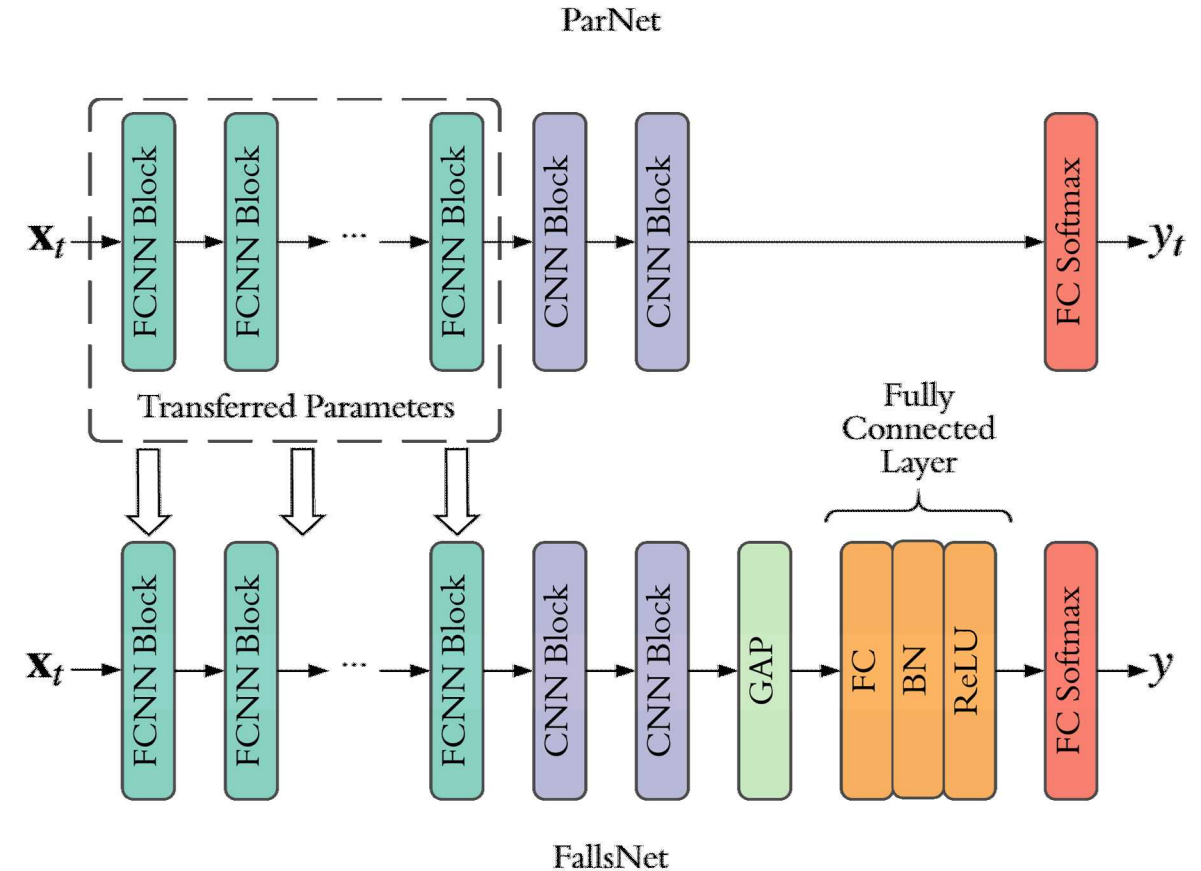 ParNet
x_t
FCNN Block
FCNN Block
...
FCNN Block
CNN Block
CNN Block
FC Softmax
y_t
Transferred Parameters
Fully
Connected
Layer
x_t
FCNN Block
FCNN Block
...
FCNN Block
CNN Block
CNN Block
GAP
FC
BN
ReLU
FC Softmax
y
FallsNet